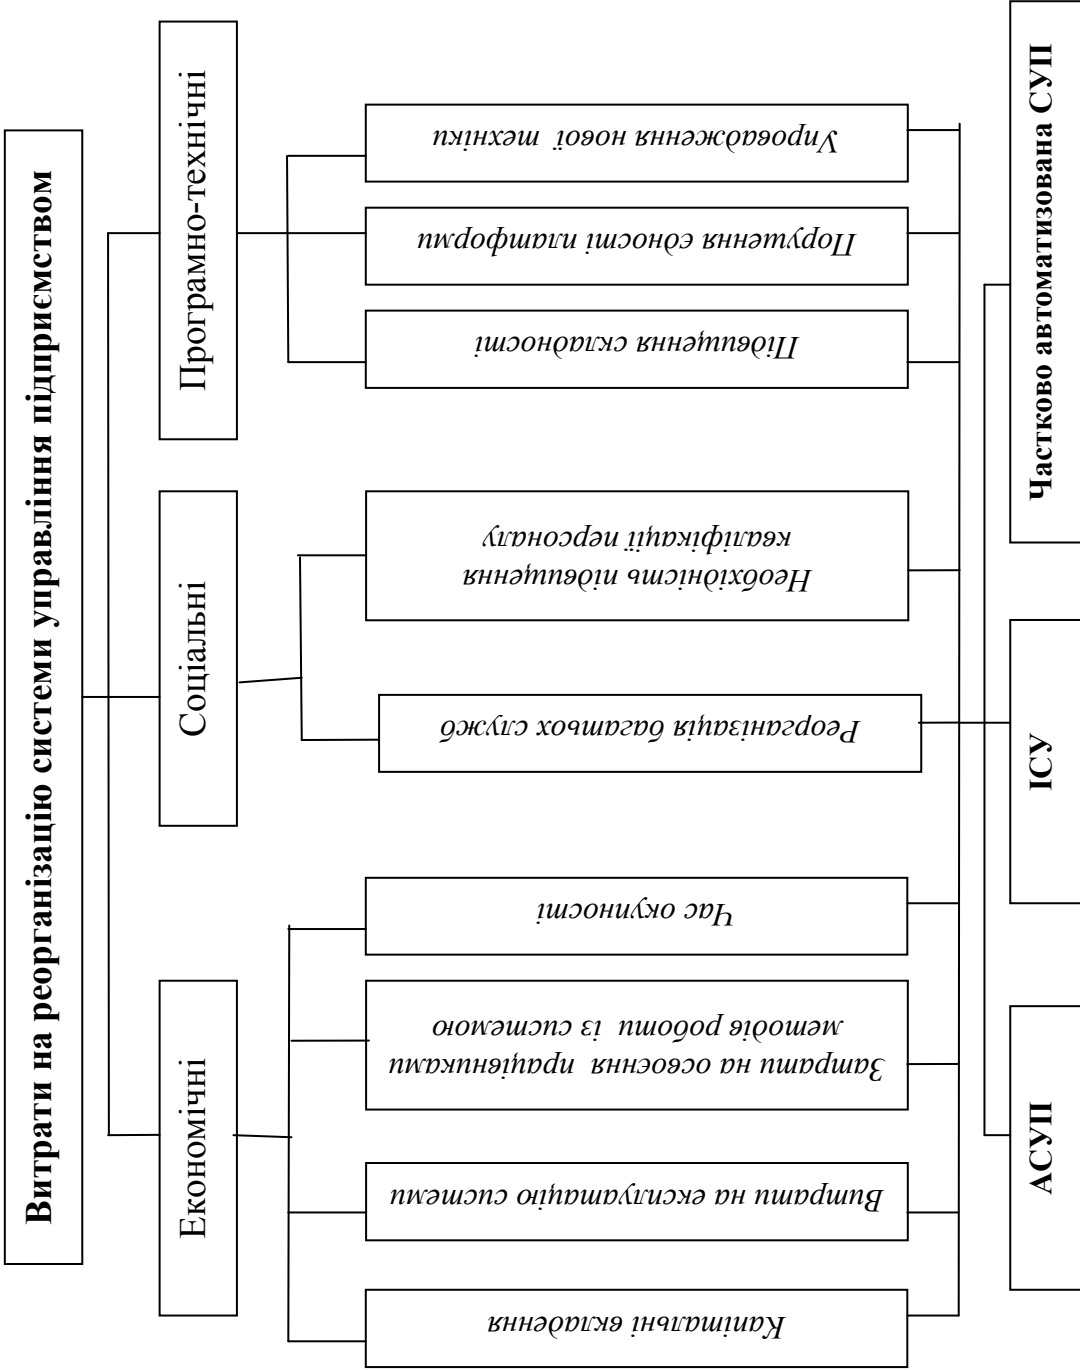 Витрати на реорганізацію системи управління підприємством
Економічні
Соціальні
Програмно-технічні
Капітальні вкладення
Витрати на експлуатацію системи
Затрати на освоєння працівниками
методів роботи із системою
Час окупності
Реорганізація багатьох служб
Необхідність підвищення
кваліфікації персоналу
Підвищення складності
Порушення єдності платформи
Упровадження нової техніки
АСУП
ІСУ
Частково автоматизована СУП